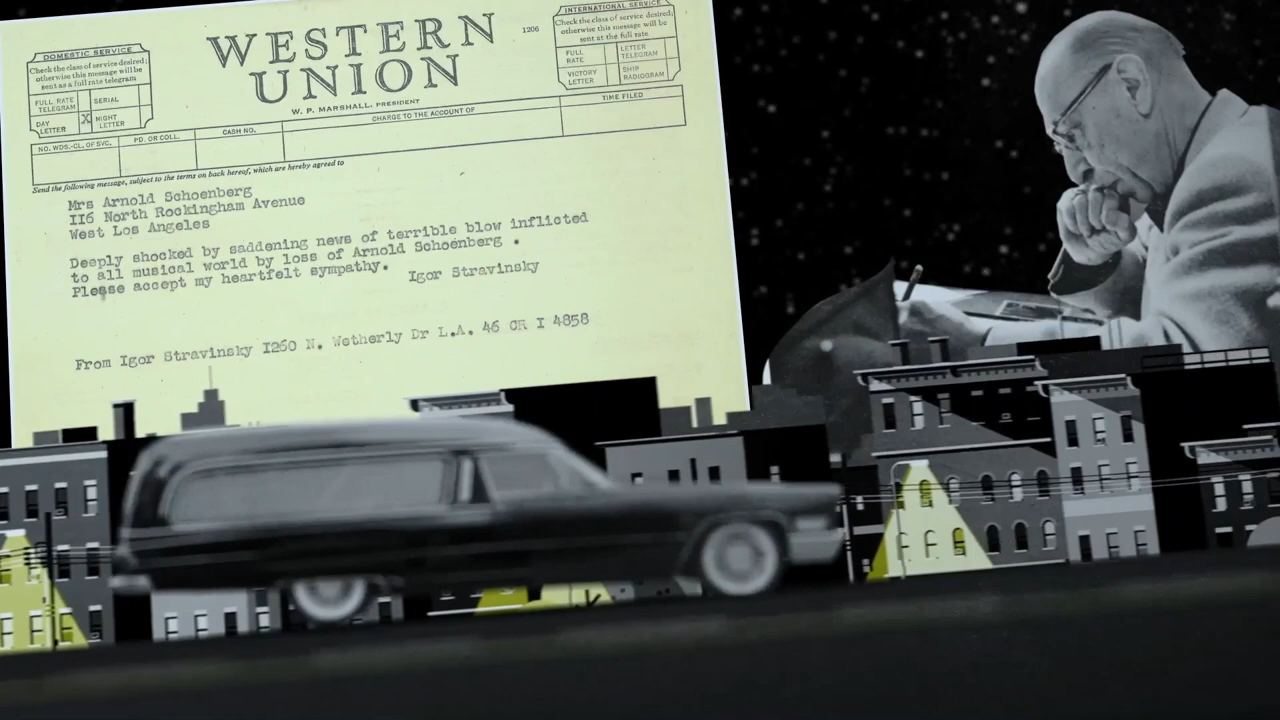 DOMESTIC SERVICE
Check the class of service desired;
otherwise this message will be
sent as a full rate telegram
FULL RATE TELEGRAM
SERIAL
DAY LETTER
X
NIGHT LETTER
WESTERN
UNION
1206
W. P. MARSHALL, PRESIDENT
INTERNATIONAL SERVICE
Check the class of service desired;
otherwise this message will be
sent at the full rate
FULL RATE
LETTER TELEGRAM
VICTORY LETTER
SHIP RADIOGRAM
NO. WDS.-CL. OF SVC.
PD. OR COLL.
CASH NO.
CHARGE TO THE ACCOUNT OF
TIME FILED
Send the following message, subject to the terms on back hereof, which are hereby agreed to
Mrs Arnold Schoenberg
116 North Rockingham Avenue
West Los Angeles
Deeply shocked by saddening news of terrible blow inflicted
to all musical world by loss of Arnold Schoenberg .
Please accept my heartfelt sympathy. Igor Stravinsky
From Igor Stravinsky I260 N. Wetherly Dr L.A. 46 CR I 4858